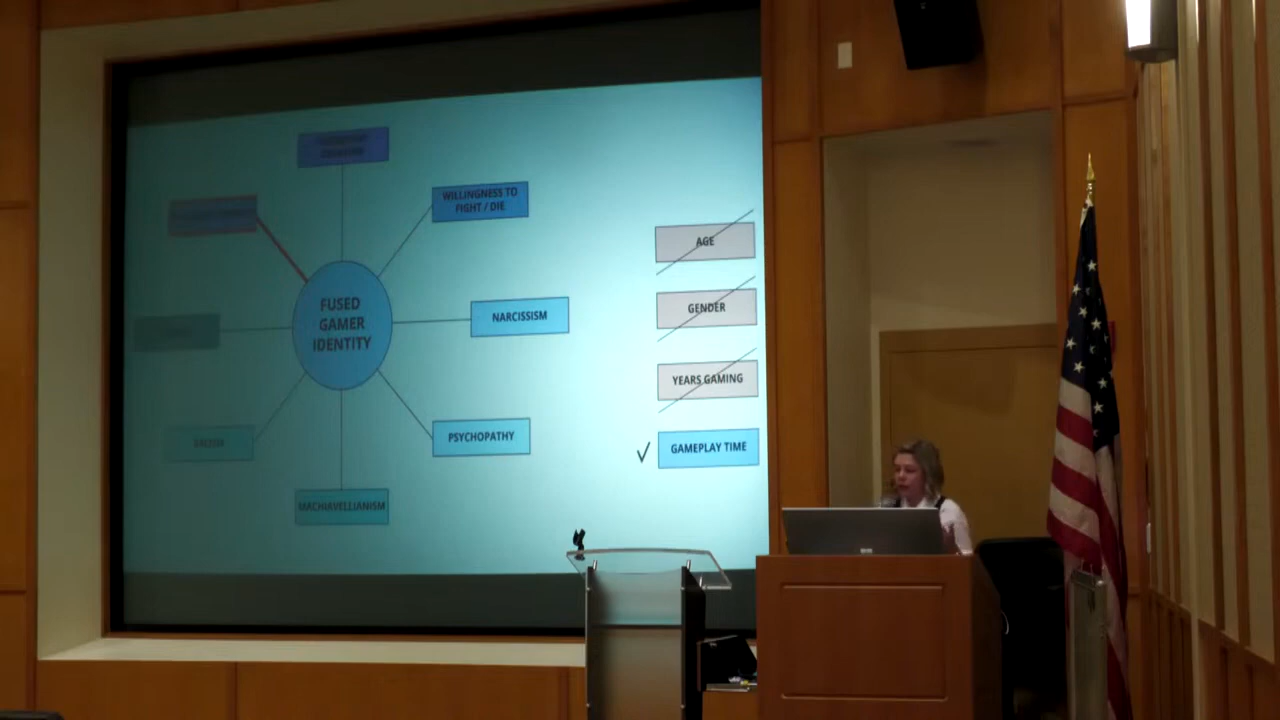 WILLINGNESS TO
FIGHT / DIE
FUSED
GAMER
IDENTITY
NARCISSISM
PSYCHOPATHY
MACHIAVELLIANISM
AGE
GENDER
YEARS GAMING
GAMEPLAY TIME